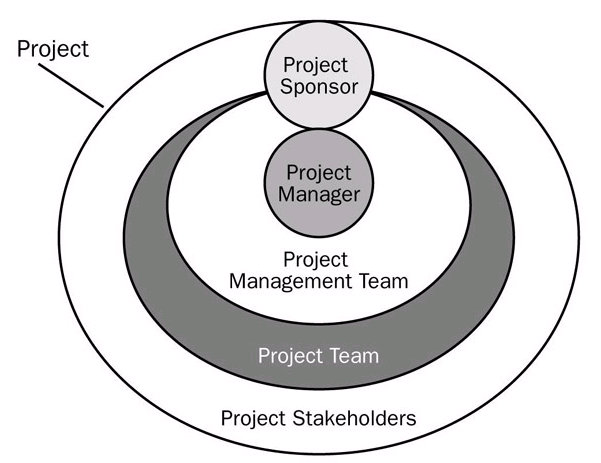 Project
Project
Sponsor
Project
Manager
Project
Management Team
Project Team
Project Stakeholders